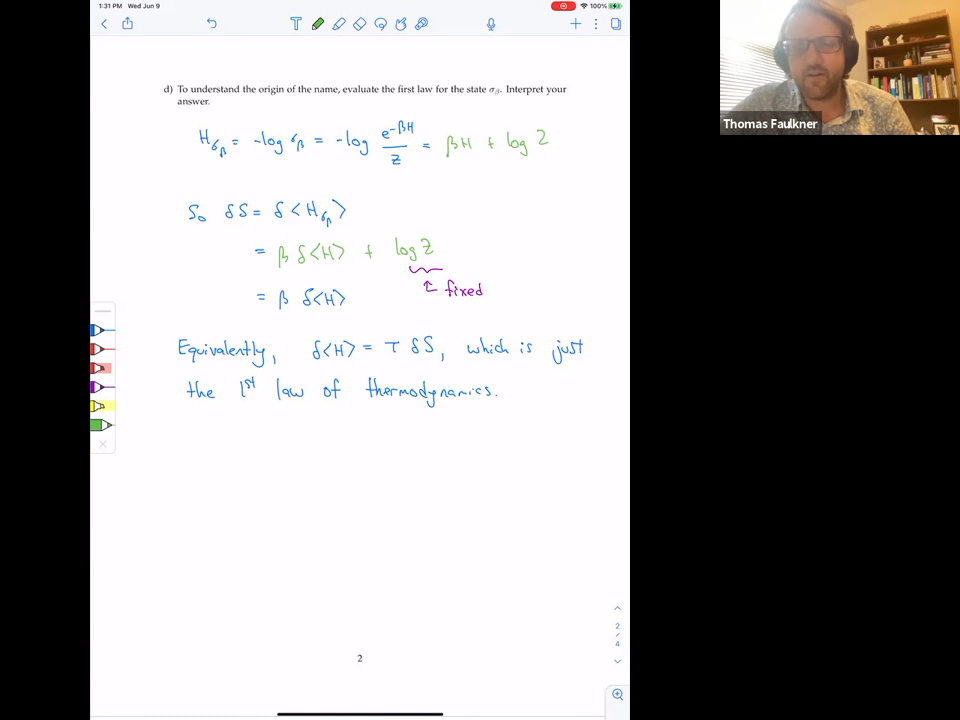 1:31 PM Wed Jun 9
100%
d) To understand the origin of the name, evaluate the first law for the state σβ. Interpret your
answer.
Hσβ = -log σβ = -log e^-βH / Z = βH + log Z
So δS = δ<Hσβ>
= β δ<H> + log Z
↑ fixed
= β δ<H>
Equivalently, δ<H> = T δS, which is just
the 1st law of thermodynamics.
2
4
2
Thomas Faulkner